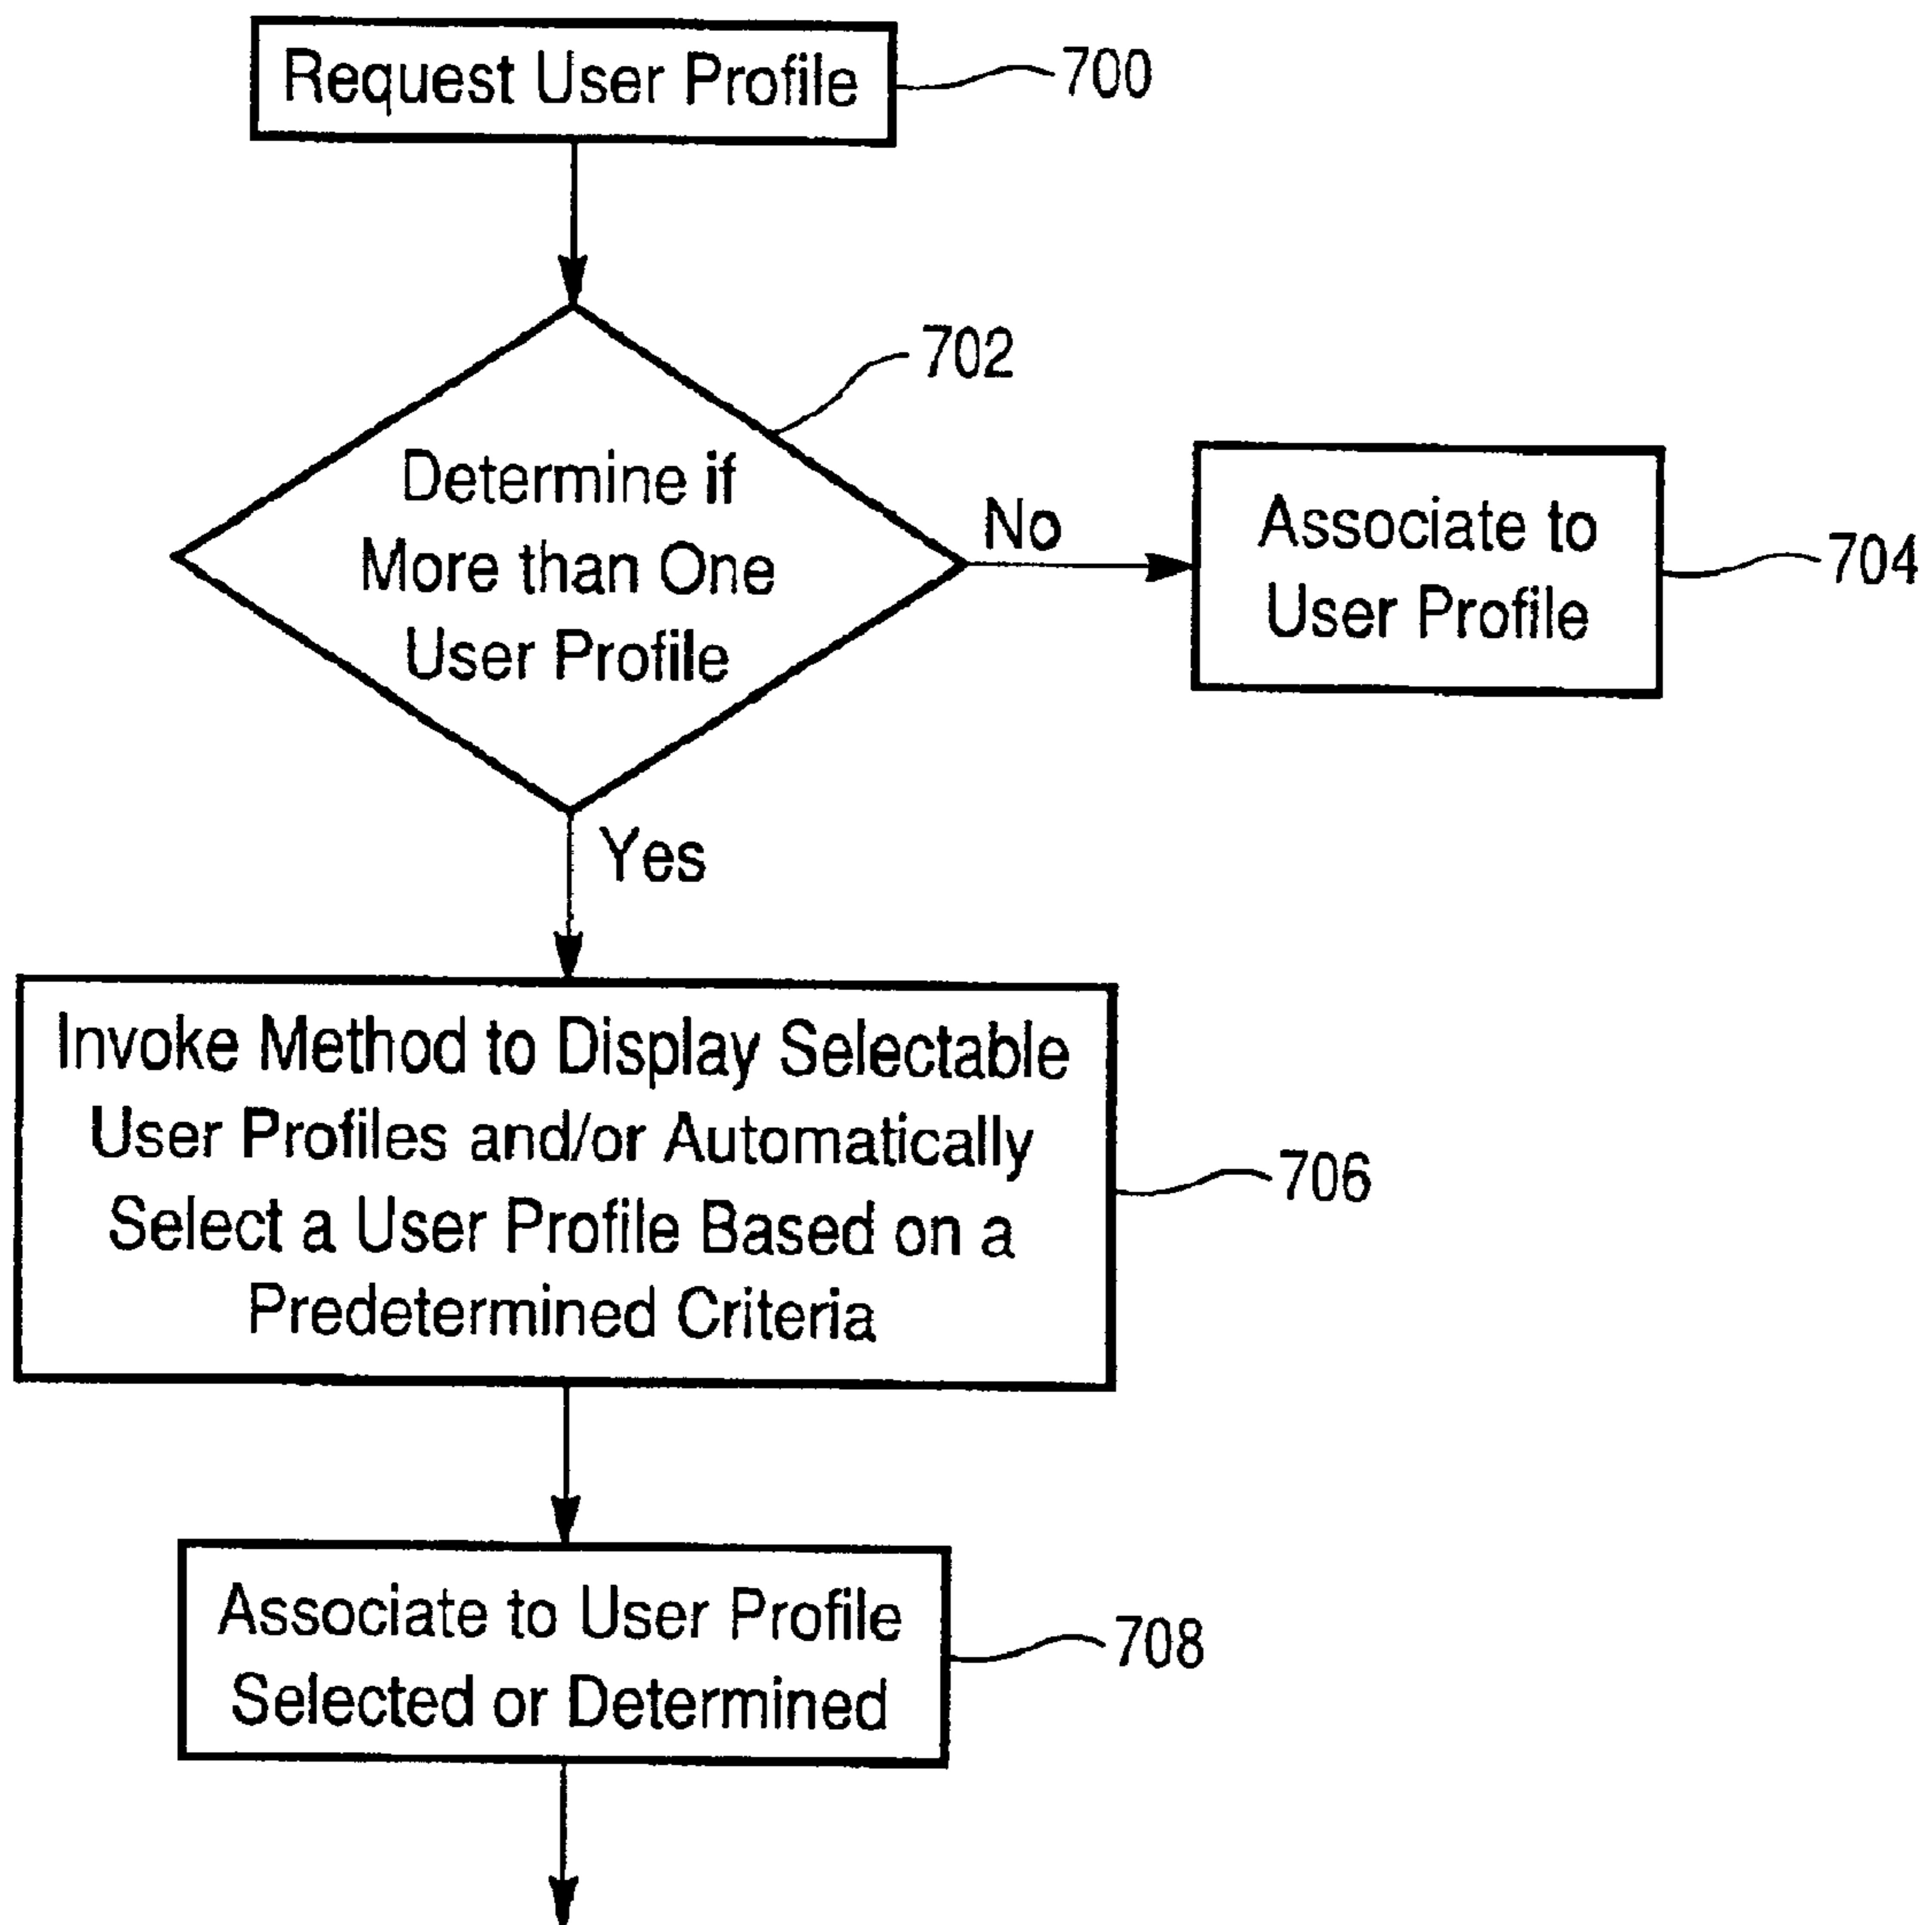 Request User Profile
700
702
Determine if
More than One
User Profile
No
Associate to
User Profile
704
Yes
Invoke Method to Display Selectable
User Profiles and/or Automatically
Select a User Profile Based on a
Predetermined Criteria
706
Associate to User Profile
Selected or Determined
708